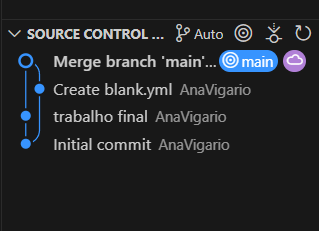 SOURCE CONTROL ... Auto
Merge branch 'main'... main
Create blank.yml AnaVigario
trabalho final AnaVigario
Initial commit AnaVigario